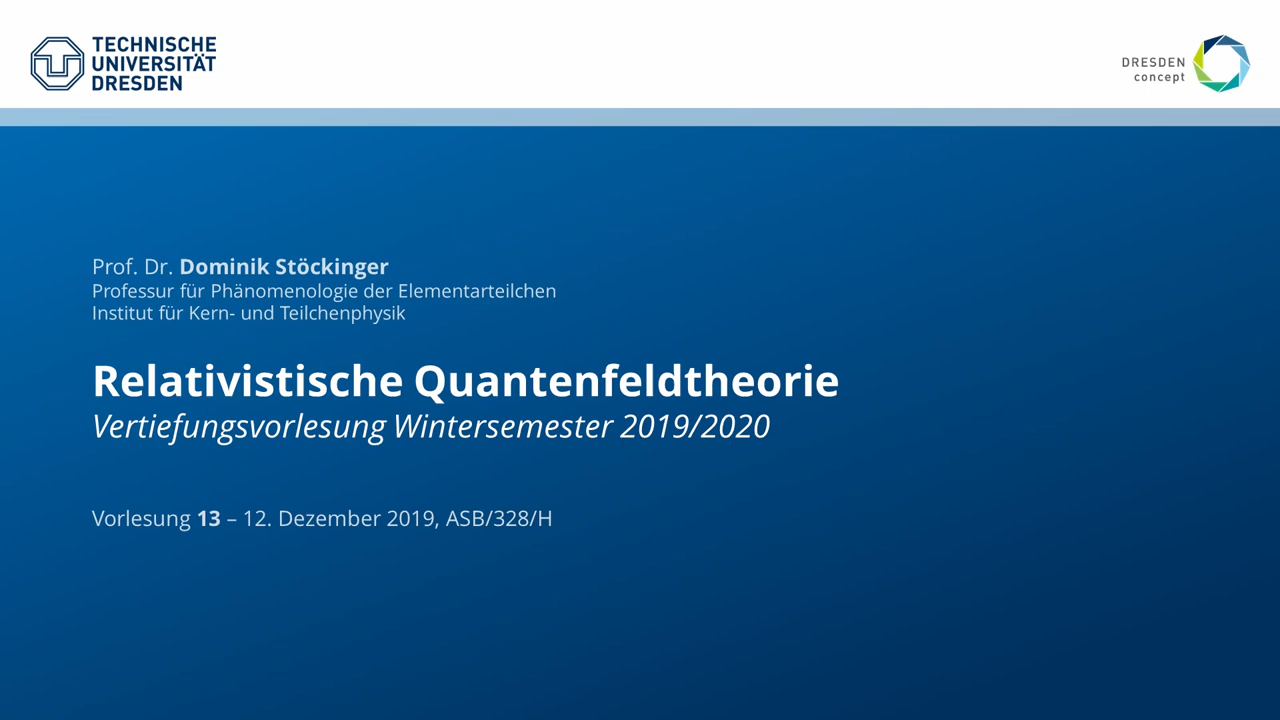 TECHNISCHE
UNIVERSITÄT
DRESDEN
DRESDEN
concept
Prof. Dr. Dominik Stöckinger
Professur für Phänomenologie der Elementarteilchen
Institut für Kern- und Teilchenphysik
Relativistische Quantenfeldtheorie
Vertiefungsvorlesung Wintersemester 2019/2020
Vorlesung 13 – 12. Dezember 2019, ASB/328/H